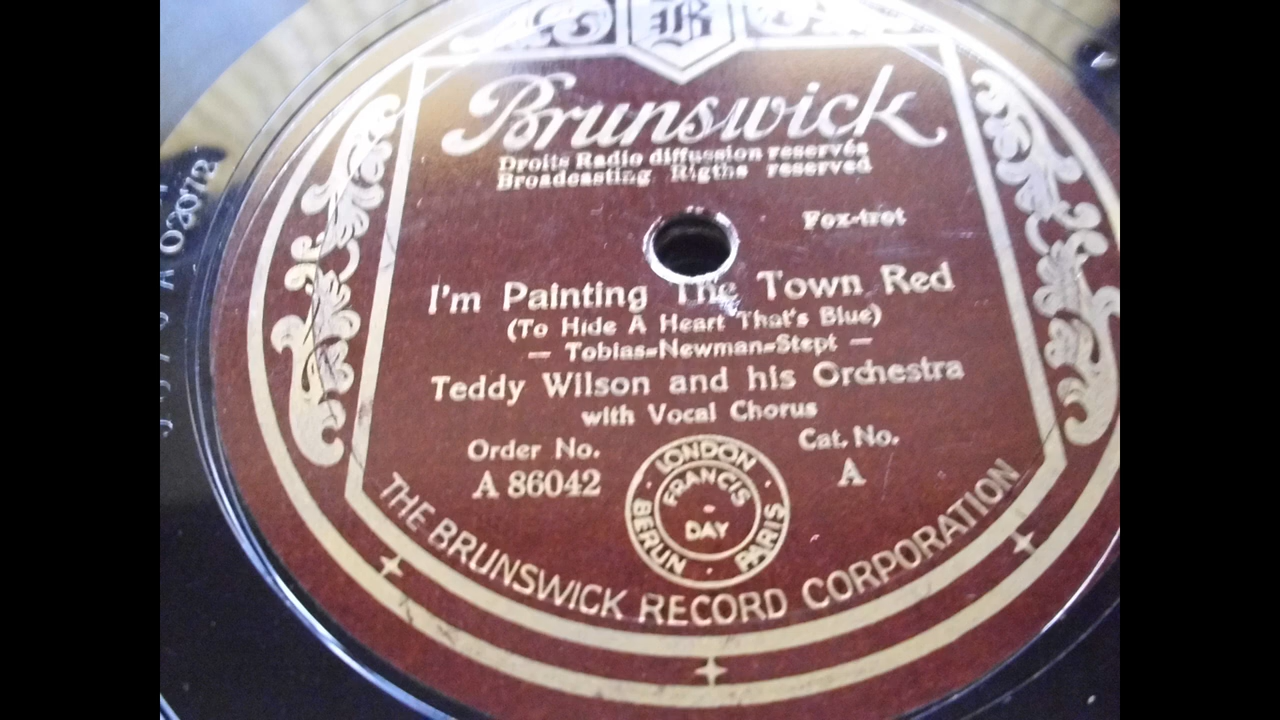 B
Brunswick
Droits Radio diffussion reservés
Broadcasting Rigths reserved
Fox-trot
I'm Painting The Town Red
(To Hide A Heart That's Blue)
— Tobias-Newman-Stept —
Teddy Wilson and his Orchestra
with Vocal Chorus
Order No.
A 86042
Cat. No.
A
LONDON
FRANCIS
DAY
BERLIN PARIS
THE BRUNSWICK RECORD CORPORATION